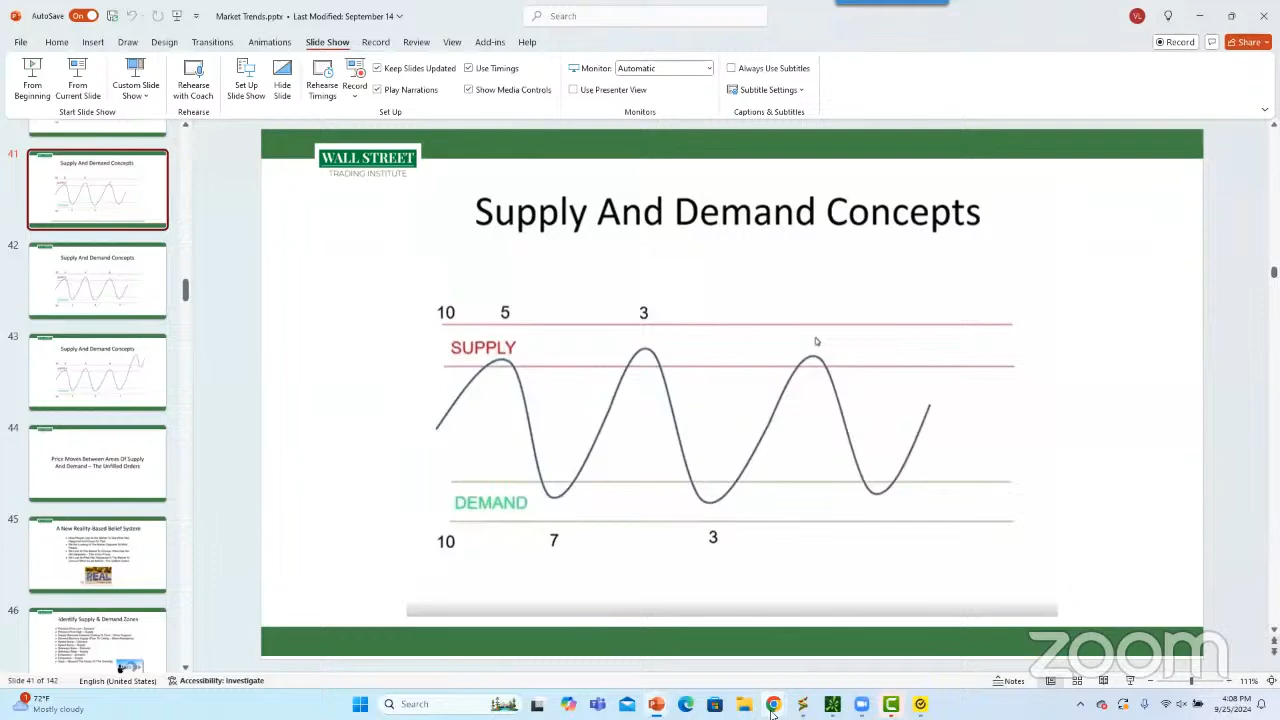 AutoSave On Market Trends.pptx • Last Modified: September 14 Search VL
File Home Insert Draw Design Transitions Animations Slide Show Record Review View Add-ins Help Record Share
From Beginning From Current Slide Custom Slide Show Rehearse with Coach Set Up Slide Show Hide Slide Rehearse Timings Record
Keep Slides Updated Use Timings Monitor: Automatic Always Use Subtitles
Play Narrations Show Media Controls Use Presenter View Subtitle Settings
Start Slide Show Rehearse Set Up Monitors Captions & Subtitles
41
Supply And Demand Concepts
42
Supply And Demand Concepts
43
Supply And Demand Concepts
44
Price Moves Between Areas Of Supply
And Demand – The Unfilled Orders
45
A New Reality-Based Belief System
REAL
46
Identify Supply & Demand Zones
WALL STREET
TRADING INSTITUTE
Supply And Demand Concepts
10 5 3
SUPPLY
DEMAND
10 7 3
zoom
Slide 41 of 142 English (United States) Accessibility: Investigate Notes 111%
1 72°F
Mostly cloudy
Search
4:08 PM
9/25/2024